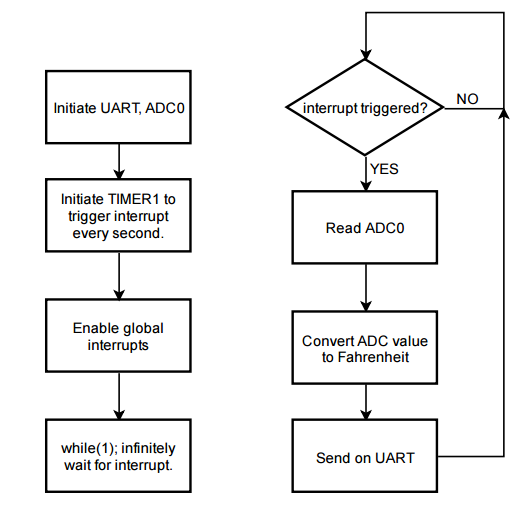 Initiate UART, ADC0
Initiate TIMER1 to
trigger interrupt
every second.
Enable global
interrupts
while(1); infinitely
wait for interrupt.
interrupt triggered?
NO
YES
Read ADC0
Convert ADC value
to Fahrenheit
Send on UART